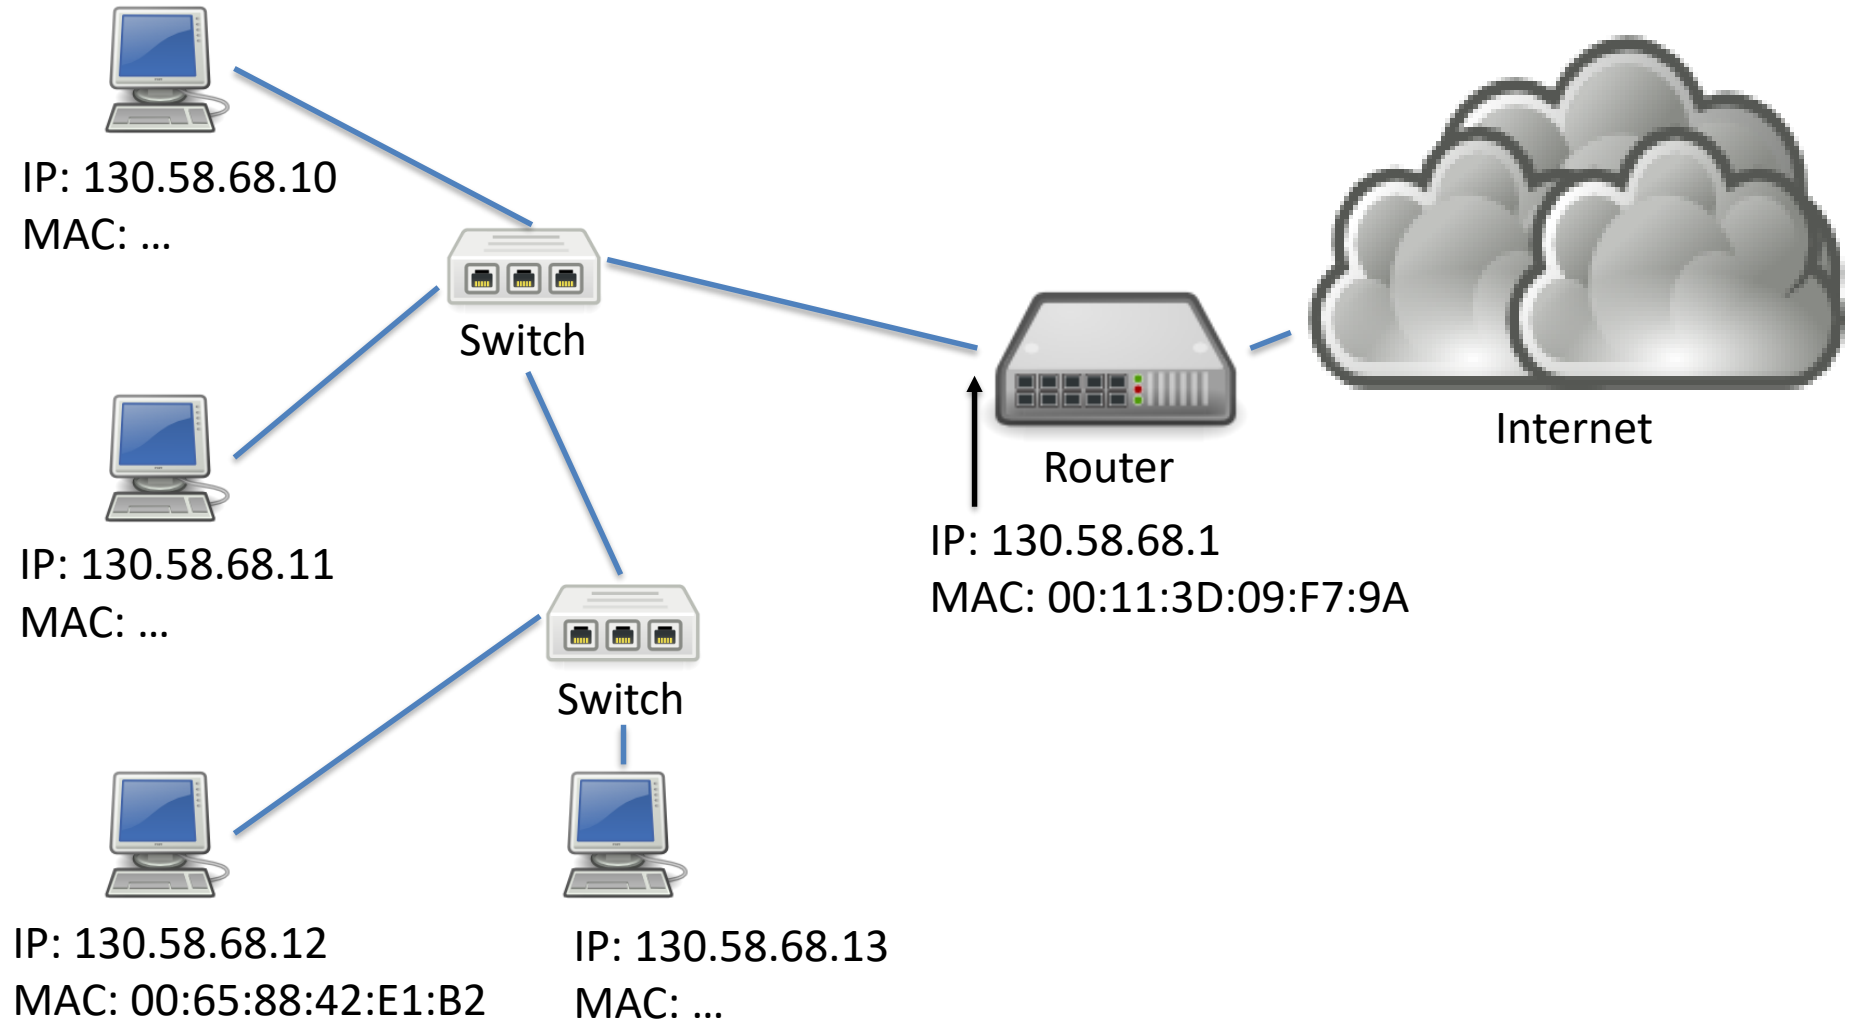 IP: 130.58.68.10
MAC: …
Switch
Internet
Router
IP: 130.58.68.1
MAC: 00:11:3D:09:F7:9A
IP: 130.58.68.11
MAC: …
Switch
IP: 130.58.68.12
MAC: 00:65:88:42:E1:B2
IP: 130.58.68.13
MAC: …